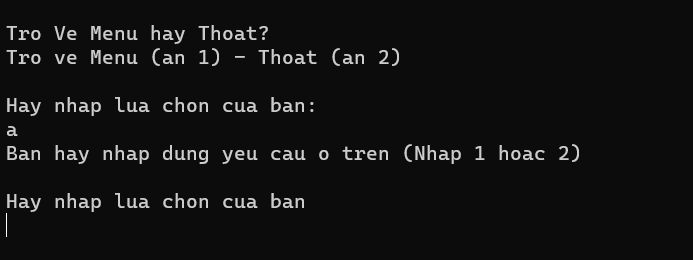 Tro Ve Menu hay Thoat?
Tro ve Menu (an 1) - Thoat (an 2)
Hay nhap lua chon cua ban:
a
Ban hay nhap dung yeu cau o tren (Nhap 1 hoac 2)
Hay nhap lua chon cua ban